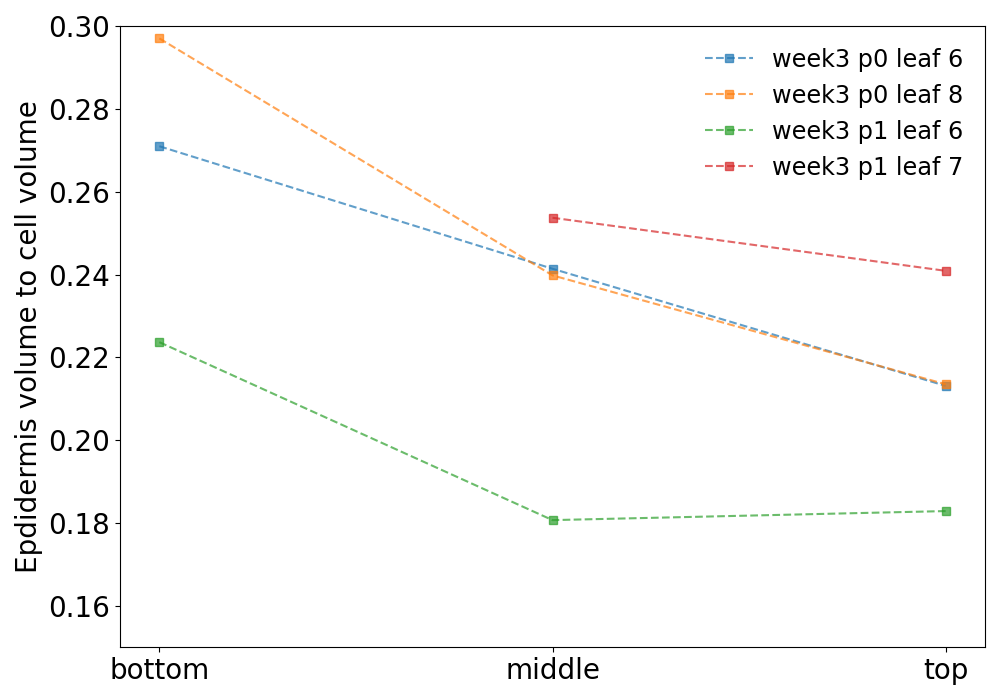 Epdidermis volume to cell volume
0.30
0.28
0.26
0.24
0.22
0.20
0.18
0.16
bottom
middle
top
week3 p0 leaf 6
week3 p0 leaf 8
week3 p1 leaf 6
week3 p1 leaf 7